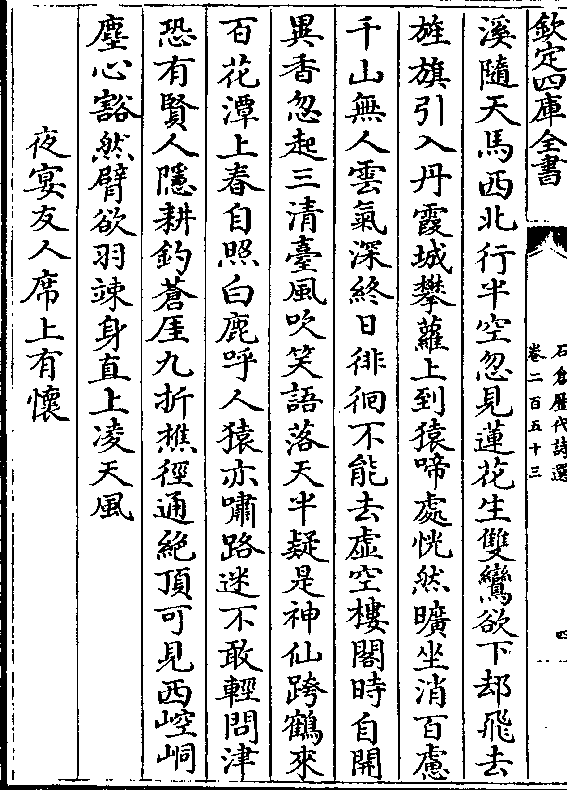 欽定四庫全書
石倉歷代詩選
卷二百五十三
四
溪隨天馬西北行半空忽見蓮花生雙鸞欲下却飛去
旌旗引入丹霞城攀蘿上到猿啼處恍然曠坐消百慮
千山無人雲氣深終日徘徊不能去虛空樓閣時自開
異香忽起三清臺風吹笑語落天半疑是神仙跨鶴來
百花潭上春自照白鹿呼人猿亦嘯路迷不敢輕問津
恐有賢人隱耕釣蒼厓九折樵徑通絶頂可見西崆峒
塵心豁然臂欲羽竦身直上凌天風
夜宴友人席上有懷